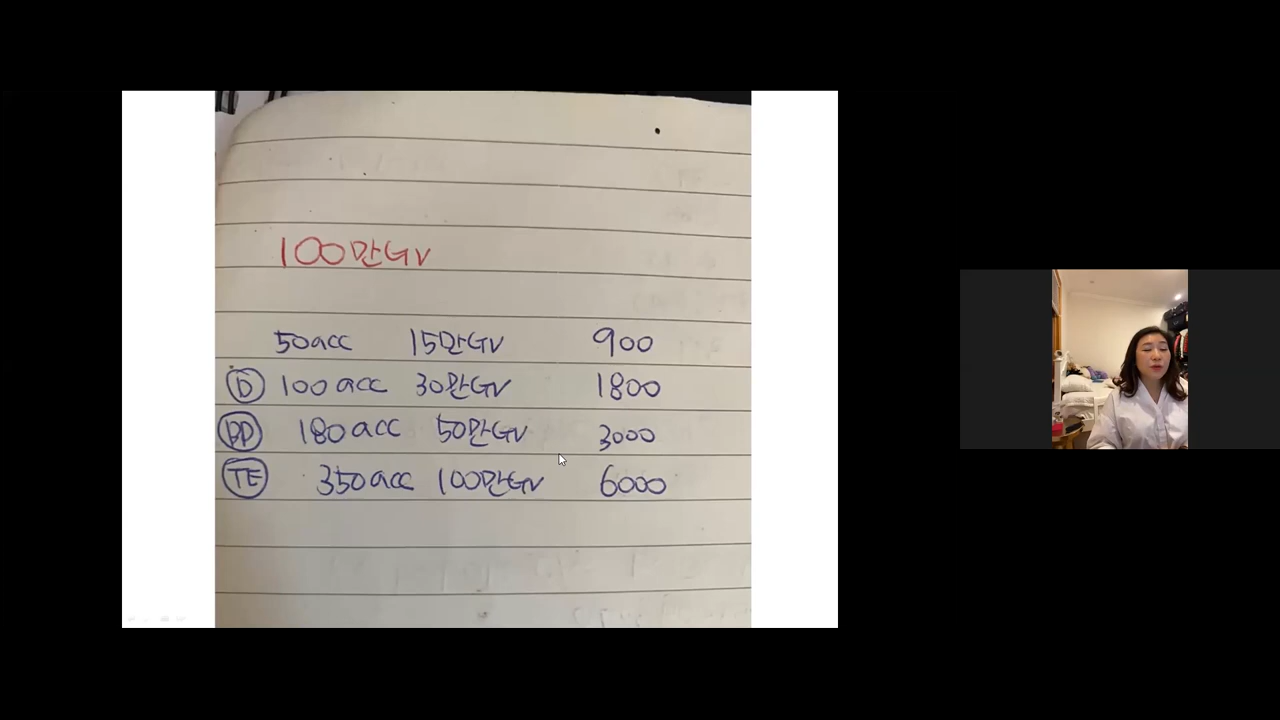 100만GV
50acc 15만GV 900
D 100acc 30만GV 1800
BD 180acc 50만GV 3000
TE 350acc 100만GV 6000